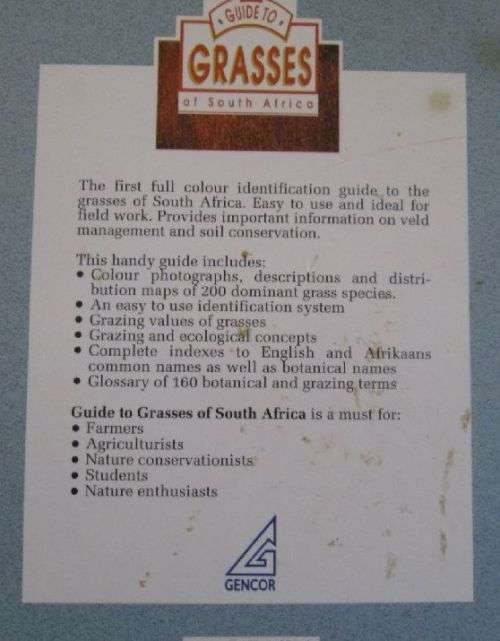 GUIDE TO
GRASSES
of South Africa
The first full colour identification guide to the
grasses of South Africa. Easy to use and ideal for
field work. Provides important information on veld
management and soil conservation.
This handy guide includes:
• Colour photographs, descriptions and distri-
bution maps of 200 dominant grass species.
• An easy to use identification system
• Grazing values of grasses
• Grazing and ecological concepts
• Complete indexes to English and Afrikaans
common names as well as botanical names
• Glossary of 160 botanical and grazing terms
Guide to Grasses of South Africa is a must for:
• Farmers
• Agriculturists
• Nature conservationists
• Students
• Nature enthusiasts
GENCOR